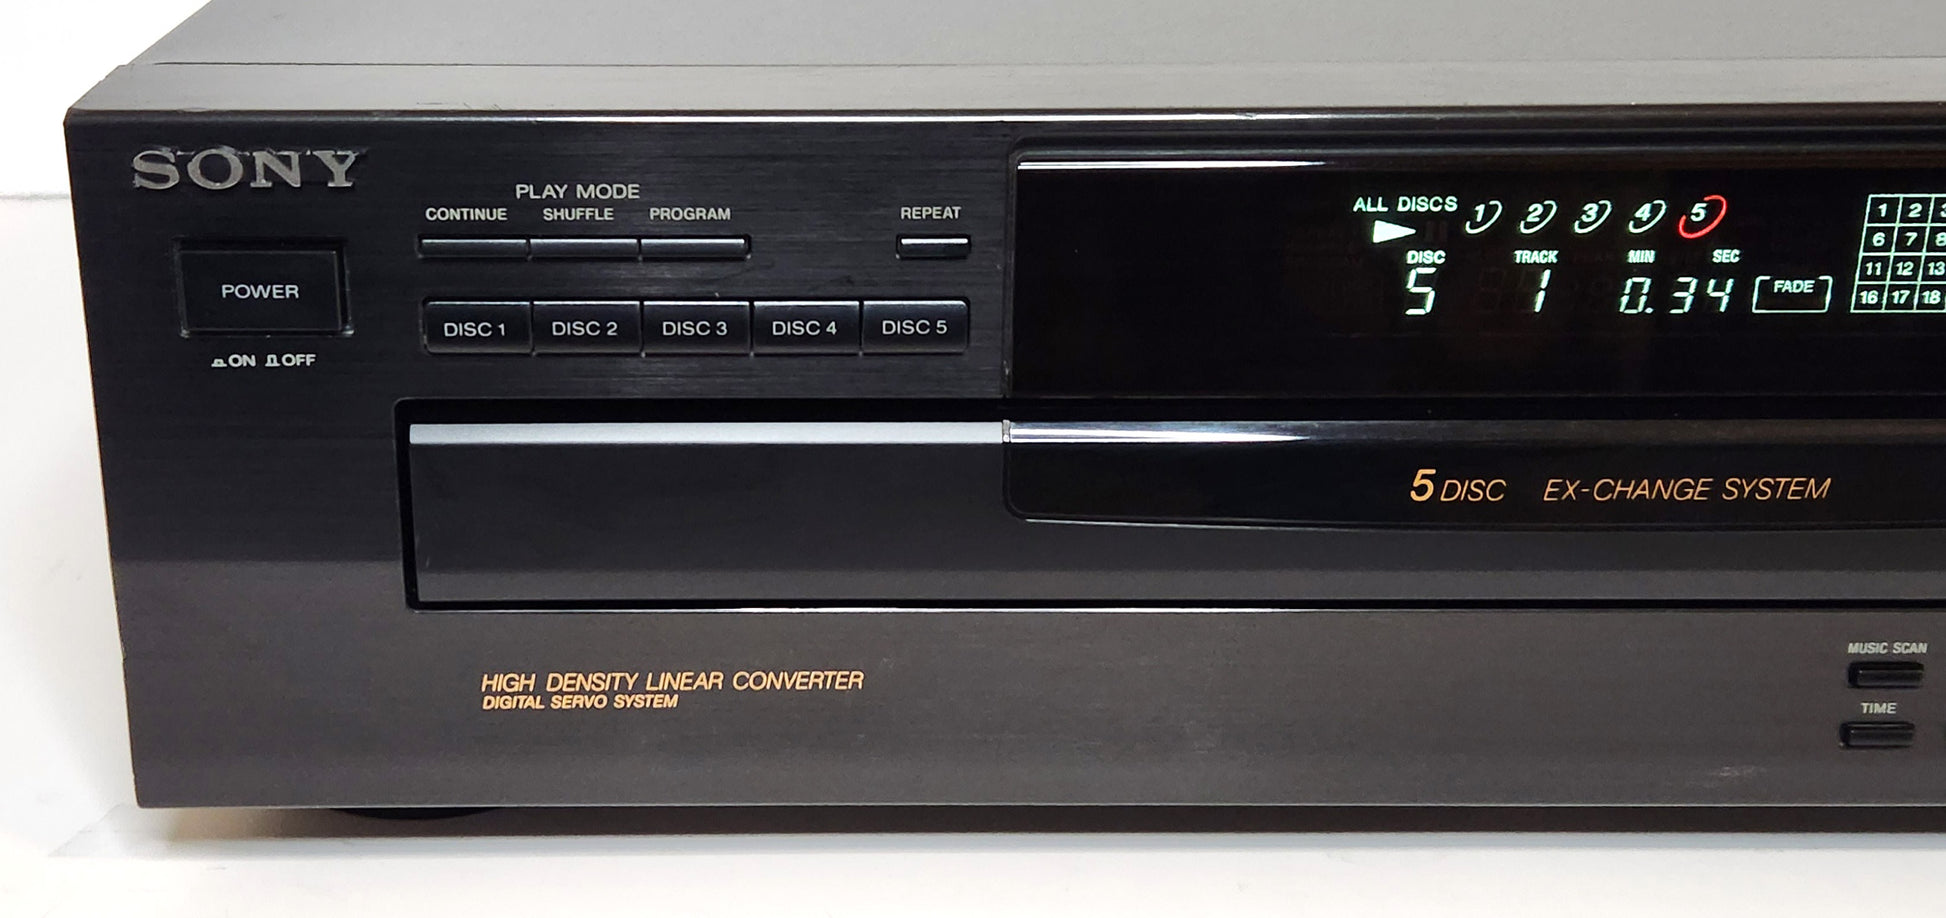 SONY
PLAY MODE
CONTINUE SHUFFLE PROGRAM REPEAT
POWER
ON OFF
DISC 1 DISC 2 DISC 3 DISC 4 DISC 5
ALL DISCS 1 2 3 4 5
DISC TRACK MIN SEC
5 1 0.34 FADE
1 2 3
6 7 8
11 12 13
16 17 18
5 DISC EX-CHANGE SYSTEM
HIGH DENSITY LINEAR CONVERTER
DIGITAL SERVO SYSTEM
MUSIC SCAN
TIME